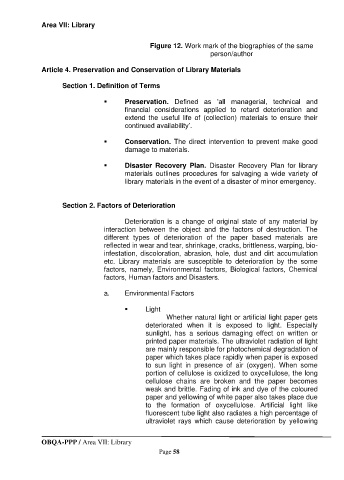 Area VII: Library
Figure 12. Work mark of the biographies of the same
person/author
Article 4. Preservation and Conservation of Library Materials
Section 1. Definition of Terms
▪ Preservation. Defined as 'all managerial, technical and
financial considerations applied to retard deterioration and
extend the useful life of (collection) materials to ensure their
continued availability'.
▪ Conservation. The direct intervention to prevent make good
damage to materials.
▪ Disaster Recovery Plan. Disaster Recovery Plan for library
materials outlines procedures for salvaging a wide variety of
library materials in the event of a disaster of minor emergency.
Section 2. Factors of Deterioration
Deterioration is a change of original state of any material by
interaction between the object and the factors of destruction. The
different types of deterioration of the paper based materials are
reflected in wear and tear, shrinkage, cracks, brittleness, warping, bio-
infestation, discoloration, abrasion, hole, dust and dirt accumulation
etc. Library materials are susceptible to deterioration by the some
factors, namely, Environmental factors, Biological factors, Chemical
factors, Human factors and Disasters.
a. Environmental Factors
▪ Light
Whether natural light or artificial light paper gets
deteriorated when it is exposed to light. Especially
sunlight, has a serious damaging effect on written or
printed paper materials. The ultraviolet radiation of light
are mainly responsible for photochemical degradation of
paper which takes place rapidly when paper is exposed
to sun light in presence of air (oxygen). When some
portion of cellulose is oxidized to oxycellulose, the long
cellulose chains are broken and the paper becomes
weak and brittle. Fading of ink and dye of the coloured
paper and yellowing of white paper also takes place due
to the formation of oxycellulose. Artificial light like
fluorescent tube light also radiates a high percentage of
ultraviolet rays which cause deterioration by yellowing
OBQA-PPP / Area VII: Library
Page 58